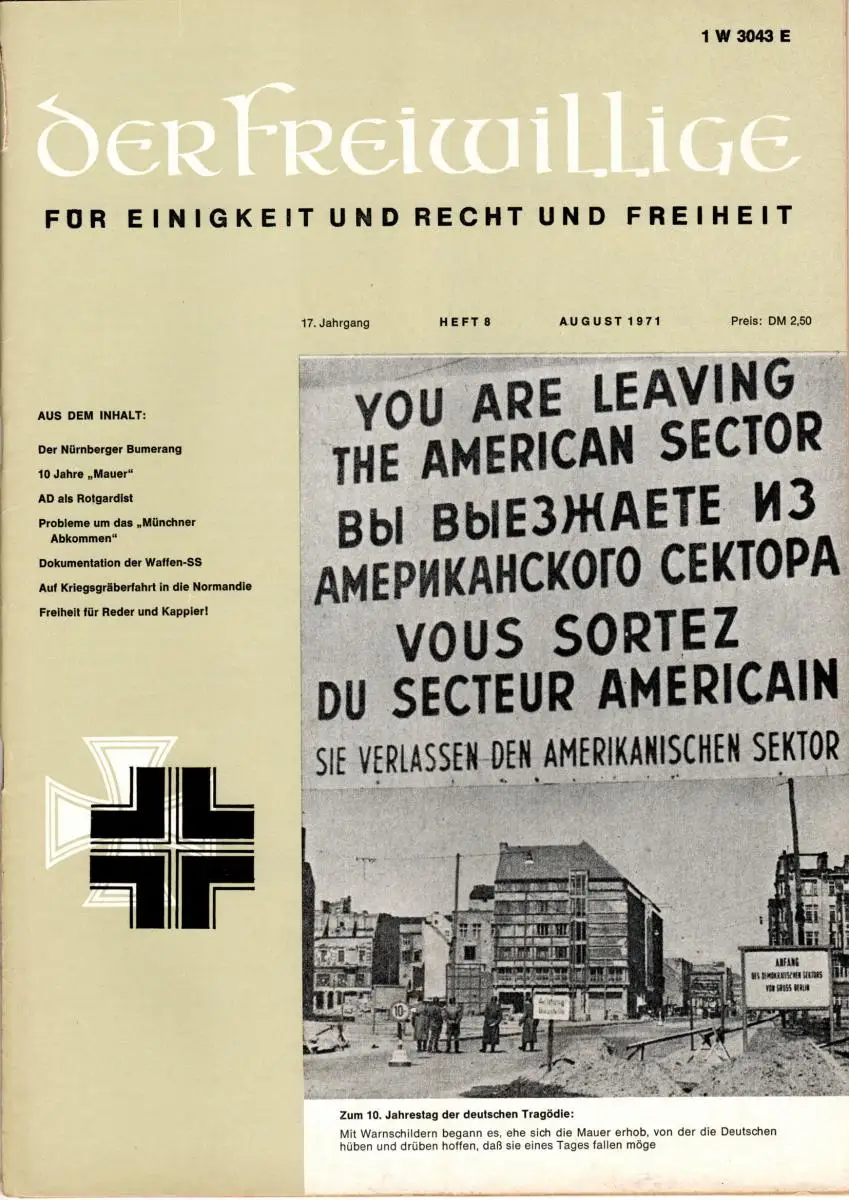 1 W 3043 E
DER FREIWILLIGE
FÜR EINIGKEIT UND RECHT UND FREIHEIT
17. Jahrgang HEFT 8 AUGUST 1971 Preis: DM 2,50
AUS DEM INHALT:
Der Nürnberger Bumerang
10 Jahre „Mauer“
AD als Rotgardist
Probleme um das „Münchner
Abkommen“
Dokumentation der Waffen-SS
Auf Kriegsgräberfahrt in die Normandie
Freiheit für Reder und Kappler!
YOU ARE LEAVING
THE AMERICAN SECTOR
ВЫ ВЫЕЗЖАЕТЕ ИЗ
АМЕРИКАНСКОГО СЕКТОРА
VOUS SORTEZ
DU SECTEUR AMERICAIN
SIE VERLASSEN DEN AMERIKANISCHEN SEKTOR
ANFANG
DES DEMOKRATISCHEN SEKTORS
VON GROSS BERLIN
Achtung
Baustelle
10
Zum 10. Jahrestag der deutschen Tragödie:
Mit Warnschildern begann es, ehe sich die Mauer erhob, von der die Deutschen
hüben und drüben hoffen, daß sie eines Tages fallen möge